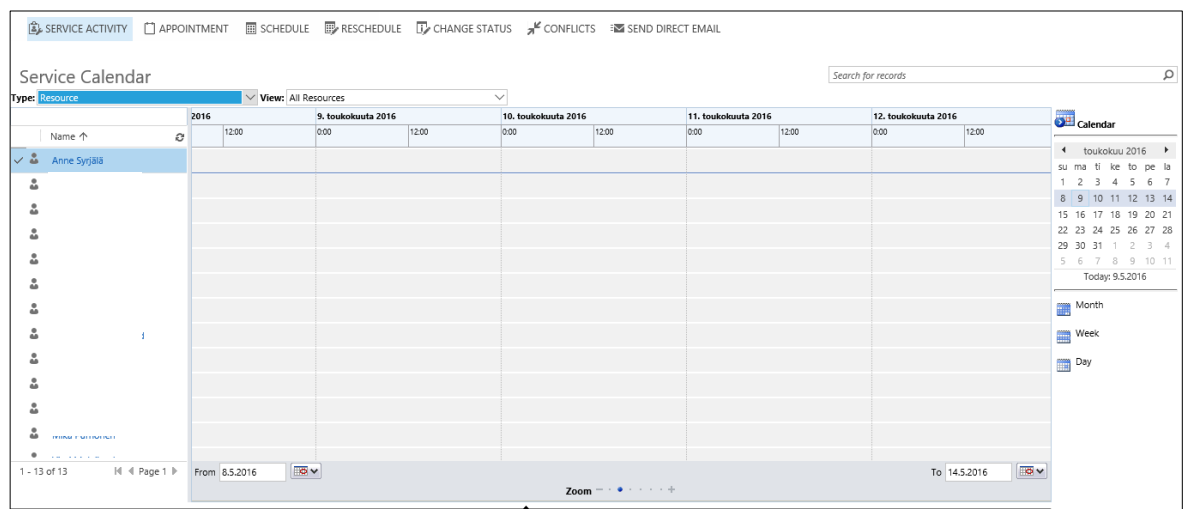 SERVICE ACTIVITY APPOINTMENT SCHEDULE RESCHEDULE CHANGE STATUS CONFLICTS SEND DIRECT EMAIL
Service Calendar
Search for records
Type: Resource View: All Resources
2016 9. toukokuuta 2016 10. toukokuuta 2016 11. toukokuuta 2016 12. toukokuuta 2016
Name 12:00 0:00 12:00 0:00 12:00 0:00 12:00 0:00 12:00
Anne Syrjälä
1 - 13 of 13 Page 1
From 8.5.2016 To 14.5.2016
Zoom
Calendar
toukokuu 2016
su ma ti ke to pe la
1 2 3 4 5 6 7
8 9 10 11 12 13 14
15 16 17 18 19 20 21
22 23 24 25 26 27 28
29 30 31 1 2 3 4
5 6 7 8 9 10 11
Today: 9.5.2016
Month
Week
Day